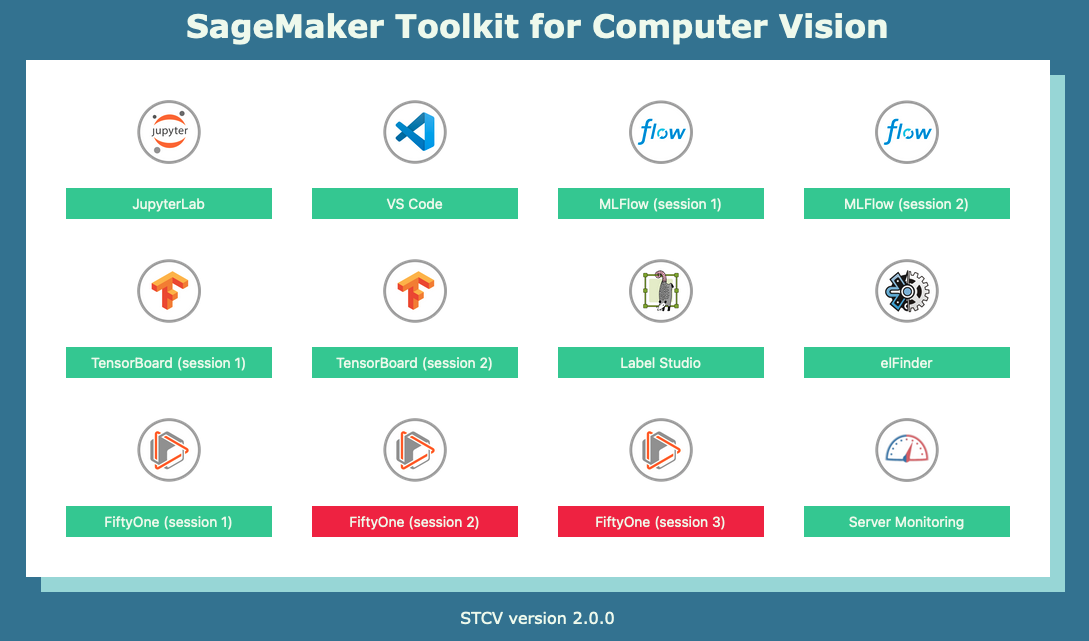 SageMaker Toolkit for Computer Vision
jupyter
flow
flow
JupyterLab
VS Code
MLFlow (session 1)
MLFlow (session 2)
TensorBoard (session 1)
TensorBoard (session 2)
Label Studio
elFinder
FiftyOne (session 1)
FiftyOne (session 2)
FiftyOne (session 3)
Server Monitoring
STCV version 2.0.0